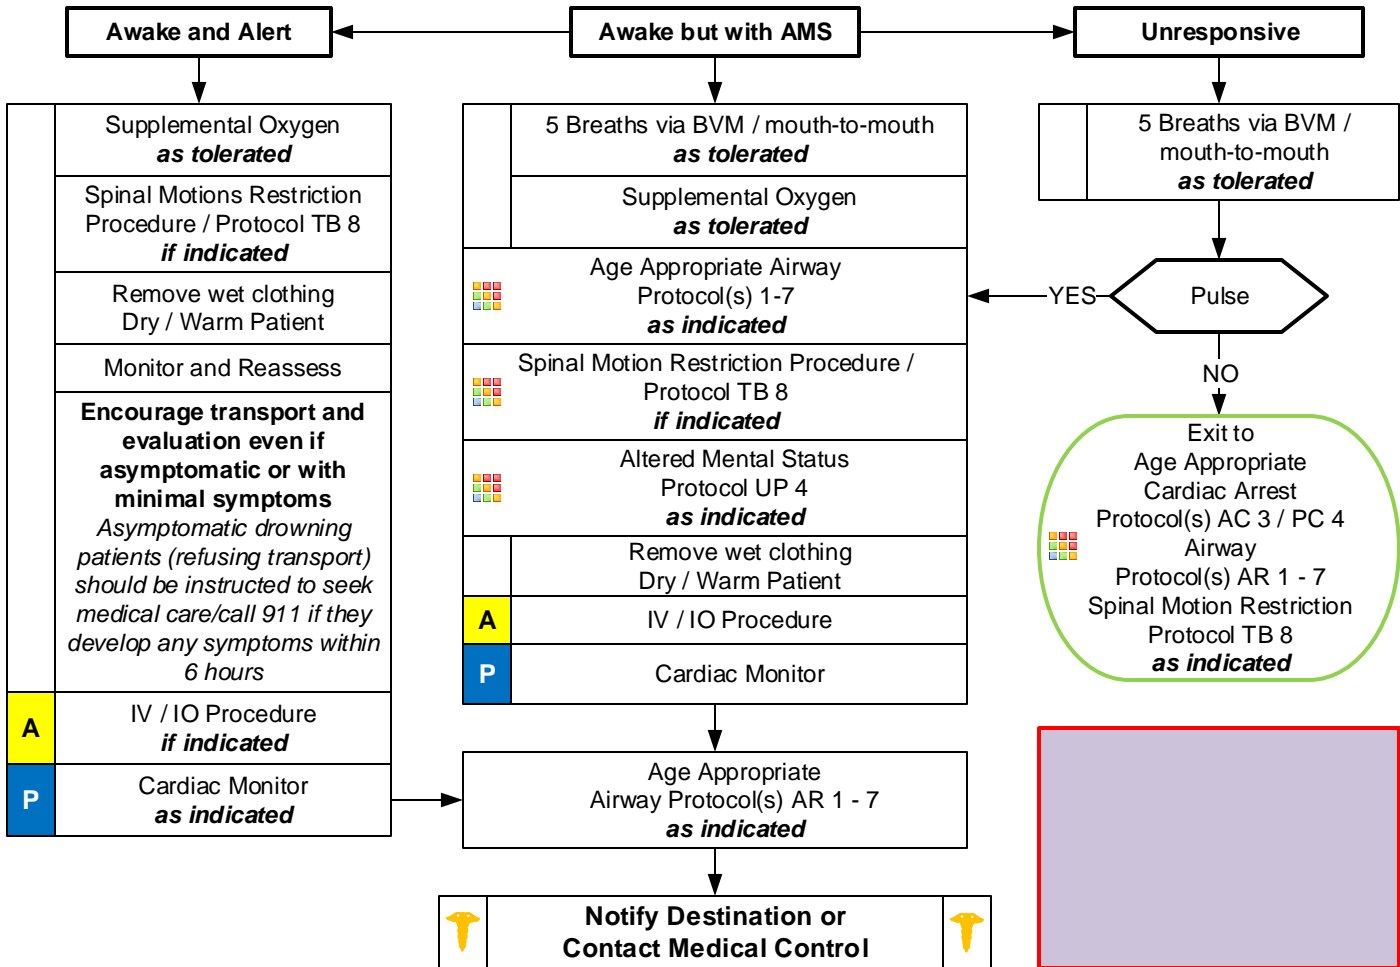 Awake and Alert
Awake but with AMS
Unresponsive
Supplemental Oxygen
as tolerated
Spinal Motions Restriction
Procedure / Protocol TB 8
if indicated
Remove wet clothing
Dry / Warm Patient
Monitor and Reassess
Encourage transport and
evaluation even if
asymptomatic or with
minimal symptoms
Asymptomatic drowning
patients (refusing transport)
should be instructed to seek
medical care/call 911 if they
develop any symptoms within
6 hours
A
IV / IO Procedure
if indicated
P
Cardiac Monitor
as indicated
5 Breaths via BVM / mouth-to-mouth
as tolerated
Supplemental Oxygen
as tolerated
Age Appropriate Airway
Protocol(s) 1-7
as indicated
Spinal Motion Restriction Procedure /
Protocol TB 8
if indicated
Altered Mental Status
Protocol UP 4
as indicated
Remove wet clothing
Dry / Warm Patient
A
IV / IO Procedure
P
Cardiac Monitor
Age Appropriate
Airway Protocol(s) AR 1 - 7
as indicated
Notify Destination or
Contact Medical Control
5 Breaths via BVM /
mouth-to-mouth
as tolerated
YES
Pulse
NO
Exit to
Age Appropriate
Cardiac Arrest
Protocol(s) AC 3 / PC 4
Airway
Protocol(s) AR 1 - 7
Spinal Motion Restriction
Protocol TB 8
as indicated